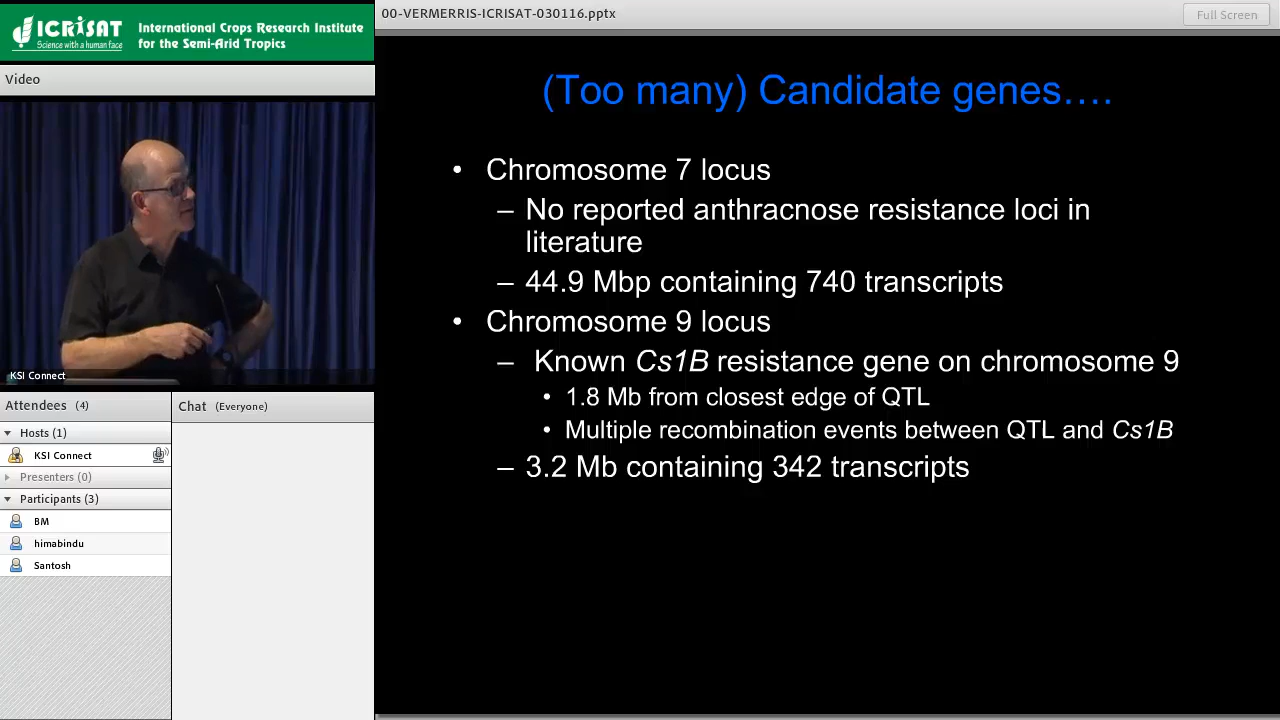 ICRISAT
Science with a human face
International Crops Research Institute
for the Semi-Arid Tropics
Video
KSI Connect
Attendees (4)
Hosts (1)
KSI Connect
Presenters (0)
Participants (3)
BM
himabindu
Santosh
Chat (Everyone)
00-VERMERRIS-ICRISAT-030116.pptx
Full Screen
(Too many) Candidate genes….
• Chromosome 7 locus
– No reported anthracnose resistance loci in
literature
– 44.9 Mbp containing 740 transcripts
• Chromosome 9 locus
– Known Cs1B resistance gene on chromosome 9
• 1.8 Mb from closest edge of QTL
• Multiple recombination events between QTL and Cs1B
– 3.2 Mb containing 342 transcripts